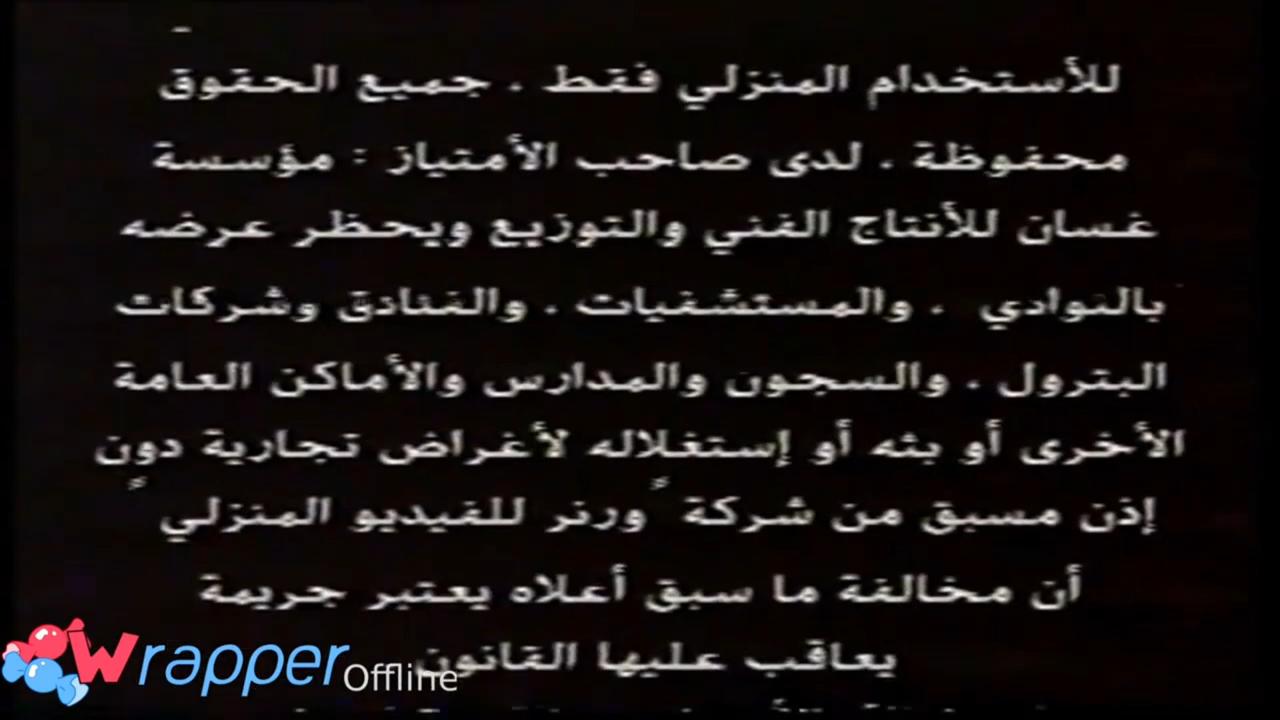 للأستخدام المنزلي فقط . جميع الحقوق
محفوظة . لدى صاحب الأمتياز : مؤسسة
غسان للأنتاج الفني والتوزيع ويحظر عرضه
بالنوادي . والمستشفيات . والفنادق وشركات
البترول . والسجون والمدارس والأماكن العامة
الأخرى أو بثه أو إستغلاله لأغراض تجارية دون
إذن مسبق من شركة " ورنر للفيديو المنزلي "
أن مخالفة ما سبق أعلاه يعتبر جريمة
يعاقب عليها القانون
Wrapper Offline